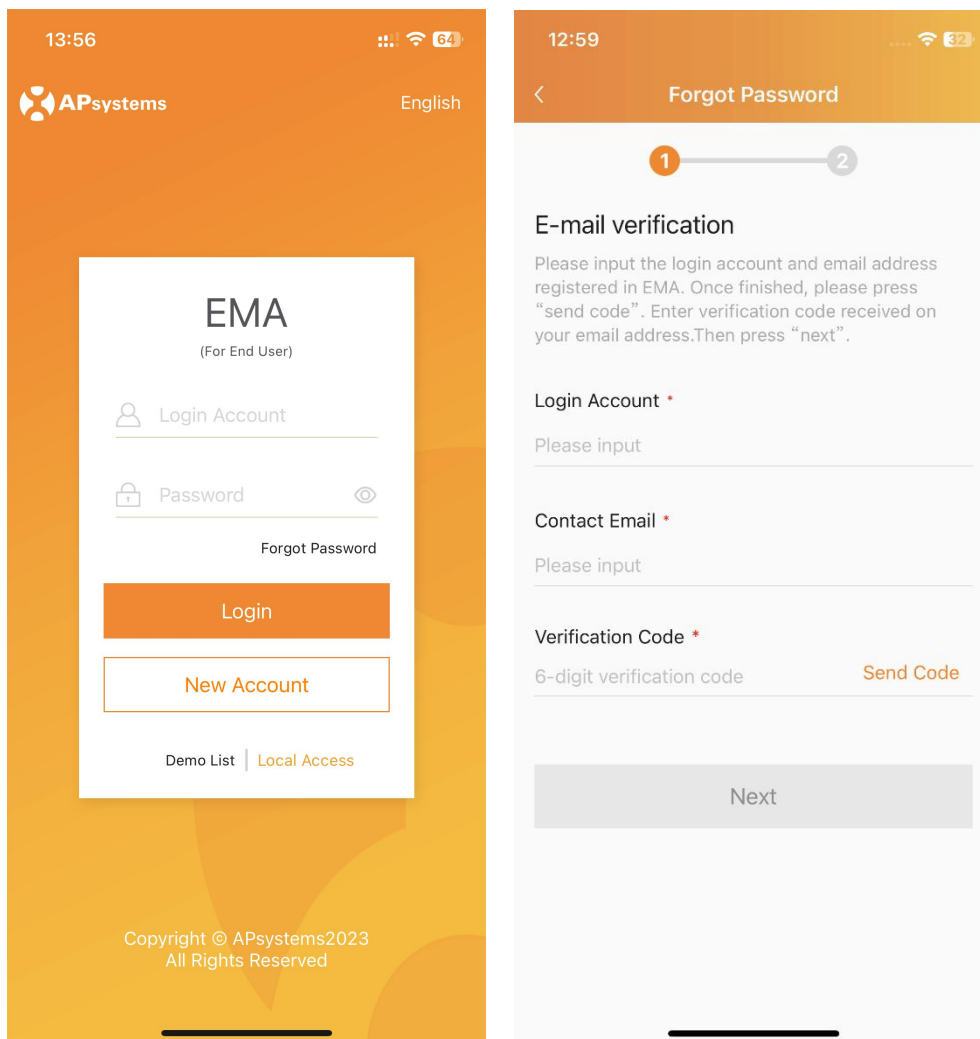 13:56
64
APsystems
English
EMA
(For End User)
Login Account
Password
Forgot Password
Login
New Account
Demo List
Local Access
Copyright © APsystems2023
All Rights Reserved
12:59
32
Forgot Password
1
2
E-mail verification
Please input the login account and email address
registered in EMA. Once finished, please press
“send code”. Enter verification code received on
your email address.Then press “next”.
Login Account *
Please input
Contact Email *
Please input
Verification Code *
6-digit verification code
Send Code
Next